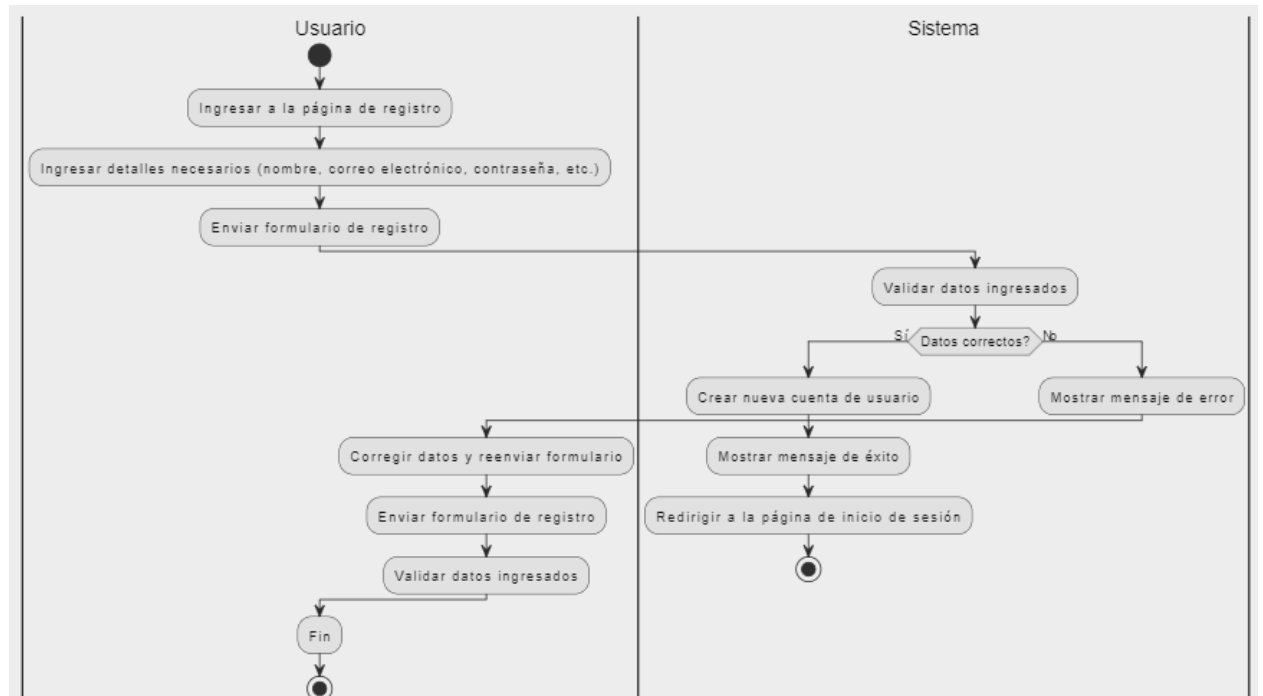 Usuario
Sistema
Ingresar a la página de registro
Ingresar detalles necesarios (nombre, correo electrónico, contraseña, etc.)
Enviar formulario de registro
Validar datos ingresados
Sí
Datos correctos?
No
Crear nueva cuenta de usuario
Mostrar mensaje de error
Corregir datos y reenviar formulario
Mostrar mensaje de éxito
Enviar formulario de registro
Redirigir a la página de inicio de sesión
Validar datos ingresados
Fin